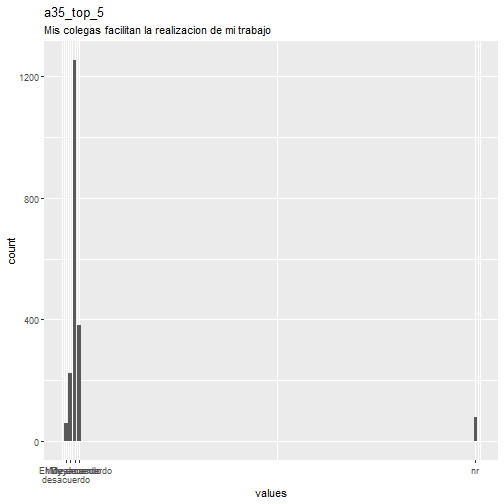 a35_top_5
Mis colegas facilitan la realizacion de mi trabajo
1200
800
400
0
count
nr
desacuerdo
values